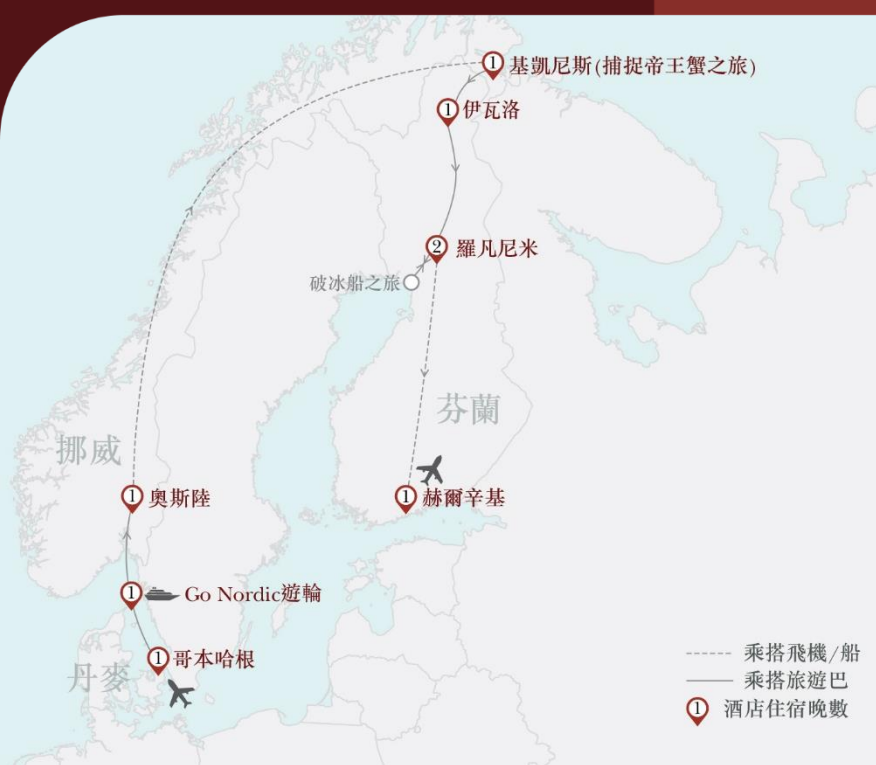 1 基凱尼斯(捕捉帝王蟹之旅)
1 伊瓦洛
2 羅凡尼米
破冰船之旅
芬蘭
挪威
1 奧斯陸
1 赫爾辛基
1 Go Nordic遊輪
1 哥本哈根
丹麥
乘搭飛機/船
乘搭旅遊巴
1 酒店住宿晚數